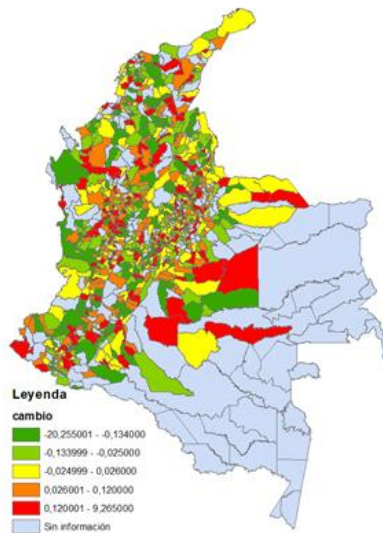 Leyenda
cambio
-20,255001 - -0,134000
-0,133999 - -0,025000
-0,024999 - 0,026000
0,026001 - 0,120000
0,120001 - 9,265000
Sin información